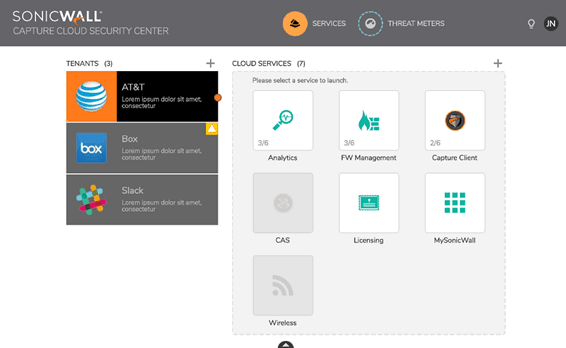 SONICWALL
CAPTURE CLOUD SECURITY CENTER
SERVICES
THREAT METERS
JN
TENANTS (3)
AT&T
Lorem ipsum dolor sit amet,
consectetur
box
Box
Lorem ipsum dolor sit amet,
consectetur
Slack
Lorem ipsum dolor sit amet,
consectetur
CLOUD SERVICES (7)
Please select a service to launch.
3/6
Analytics
3/6
FW Management
2/6
Capture Client
CAS
Licensing
MySonicWall
Wireless